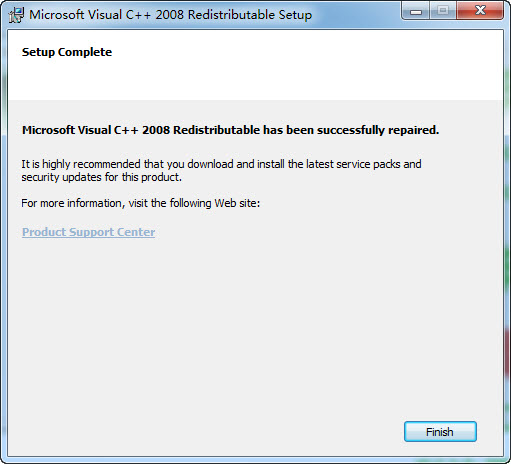 Microsoft Visual C++ 2008 Redistributable Setup
Setup Complete
Microsoft Visual C++ 2008 Redistributable has been successfully repaired.
It is highly recommended that you download and install the latest service packs and
security updates for this product.
For more information, visit the following Web site:
Product Support Center
Finish